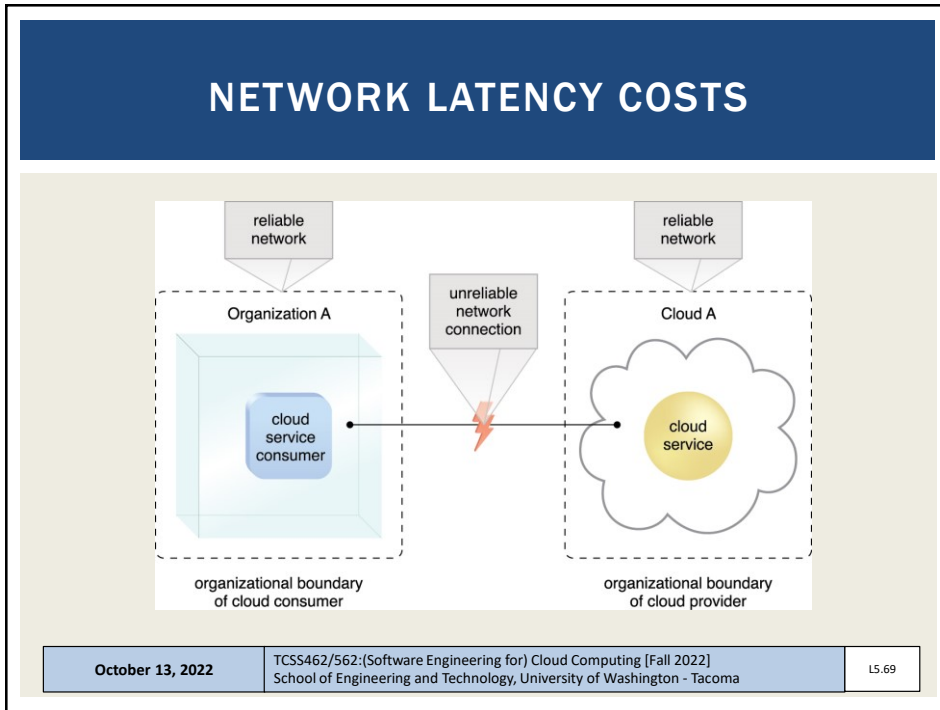 NETWORK LATENCY COSTS
reliable
network
reliable
network
unreliable
network
connection
Organization A
Cloud A
cloud
service
consumer
cloud
service
organizational boundary
of cloud consumer
organizational boundary
of cloud provider
October 13, 2022
TCSS462/562:(Software Engineering for) Cloud Computing [Fall 2022]
School of Engineering and Technology, University of Washington - Tacoma
L5.69